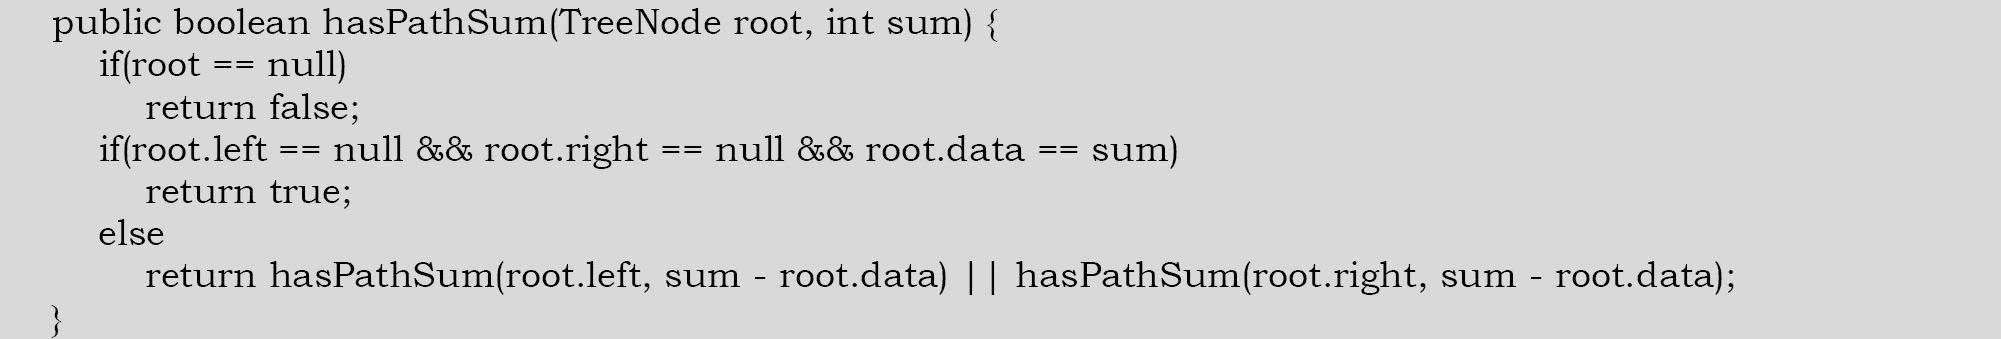 public boolean hasPathSum(TreeNode root, int sum) {
if(root == null)
return false;
if(root.left == null && root.right == null && root.data == sum)
return true;
else
return hasPathSum(root.left, sum - root.data) || hasPathSum(root.right, sum - root.data);
}